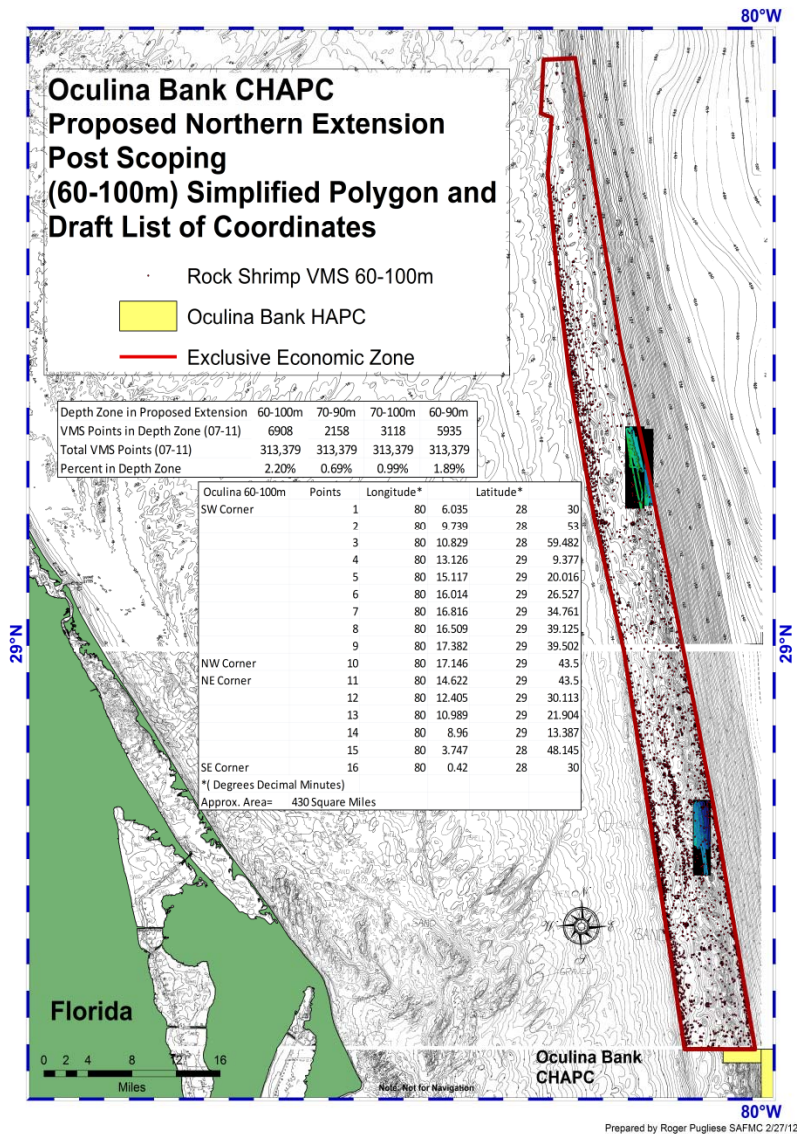 80°W
Oculina Bank CHAPC
Proposed Northern Extension
Post Scoping
(60-100m) Simplified Polygon and
Draft List of Coordinates
Rock Shrimp VMS 60-100m
Oculina Bank HAPC
Exclusive Economic Zone
Depth Zone in Proposed Extension 60-100m 70-90m 70-100m 60-90m
VMS Points in Depth Zone (07-11) 6908 2158 3118 5935
Total VMS Points (07-11) 313,379 313,379 313,379 313,379
Percent in Depth Zone 2.20% 0.69% 0.99% 1.89%
Oculina 60-100m Points Longitude* Latitude*
SW Corner 1 80 6.035 28 30
2 80 9.739 28 53
3 80 10.829 28 59.482
4 80 13.126 29 9.377
5 80 15.117 29 20.016
6 80 16.014 29 26.527
7 80 16.816 29 34.761
8 80 16.509 29 39.125
9 80 17.382 29 39.502
NW Corner 10 80 17.146 29 43.5
NE Corner 11 80 14.622 29 43.5
12 80 12.405 29 30.113
13 80 10.989 29 21.904
14 80 8.96 29 13.387
15 80 3.747 28 48.145
SE Corner 16 80 0.42 28 30
*( Degrees Decimal Minutes)
Approx. Area= 430 Square Miles
29°N
29°N
N
W
E
S
SAND
SAND
GRAVEL
Florida
0 2 4 8 12 16
Miles
Note: Not for Navigation
Oculina Bank
CHAPC
80°W
Prepared by Roger Pugliese SAFMC 2/27/12